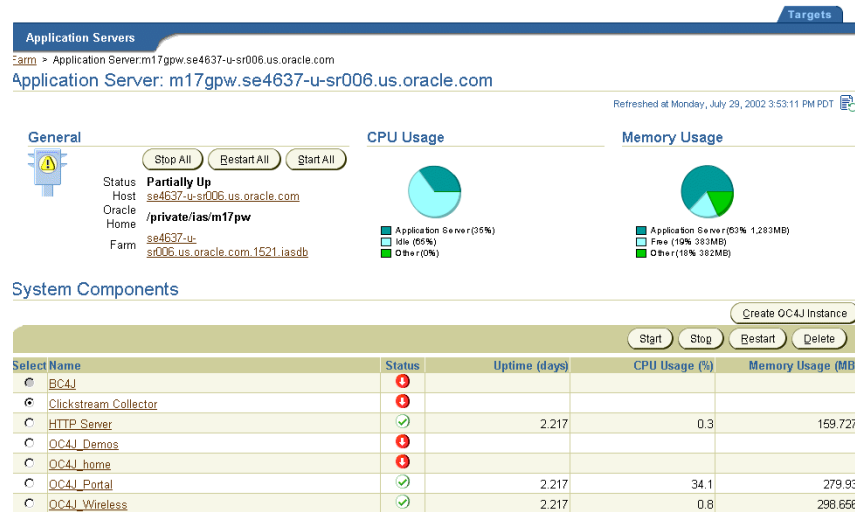 Targets
Application Servers
Farm > Application Server:m17gpw.se4637-u-sr006.us.oracle.com
Application Server: m17gpw.se4637-u-sr006.us.oracle.com
Refreshed at Monday, July 29, 2002 3:53:11 PM PDT
General
Stop All Restart All Start All
Status Partially Up
Host se4637-u-sr006.us.oracle.com
Oracle Home /private/ias/m17pw
Farm se4637-u-
sr006.us.oracle.com.1521.iasdb
CPU Usage
Application Server(35%)
Idle (65%)
Other(0%)
Memory Usage
Application Server(63% 1,283MB)
Free (19% 383MB)
Other(18% 382MB)
System Components
Create OC4J Instance
Start Stop Restart Delete
Select Name Status Uptime (days) CPU Usage (%) Memory Usage (MB
BC4J
Clickstream Collector
HTTP Server 2.217 0.3 159.727
OC4J_Demos
OC4J_home
OC4J_Portal 2.217 34.1 279.93
OC4J_Wireless 2.217 0.8 298.656